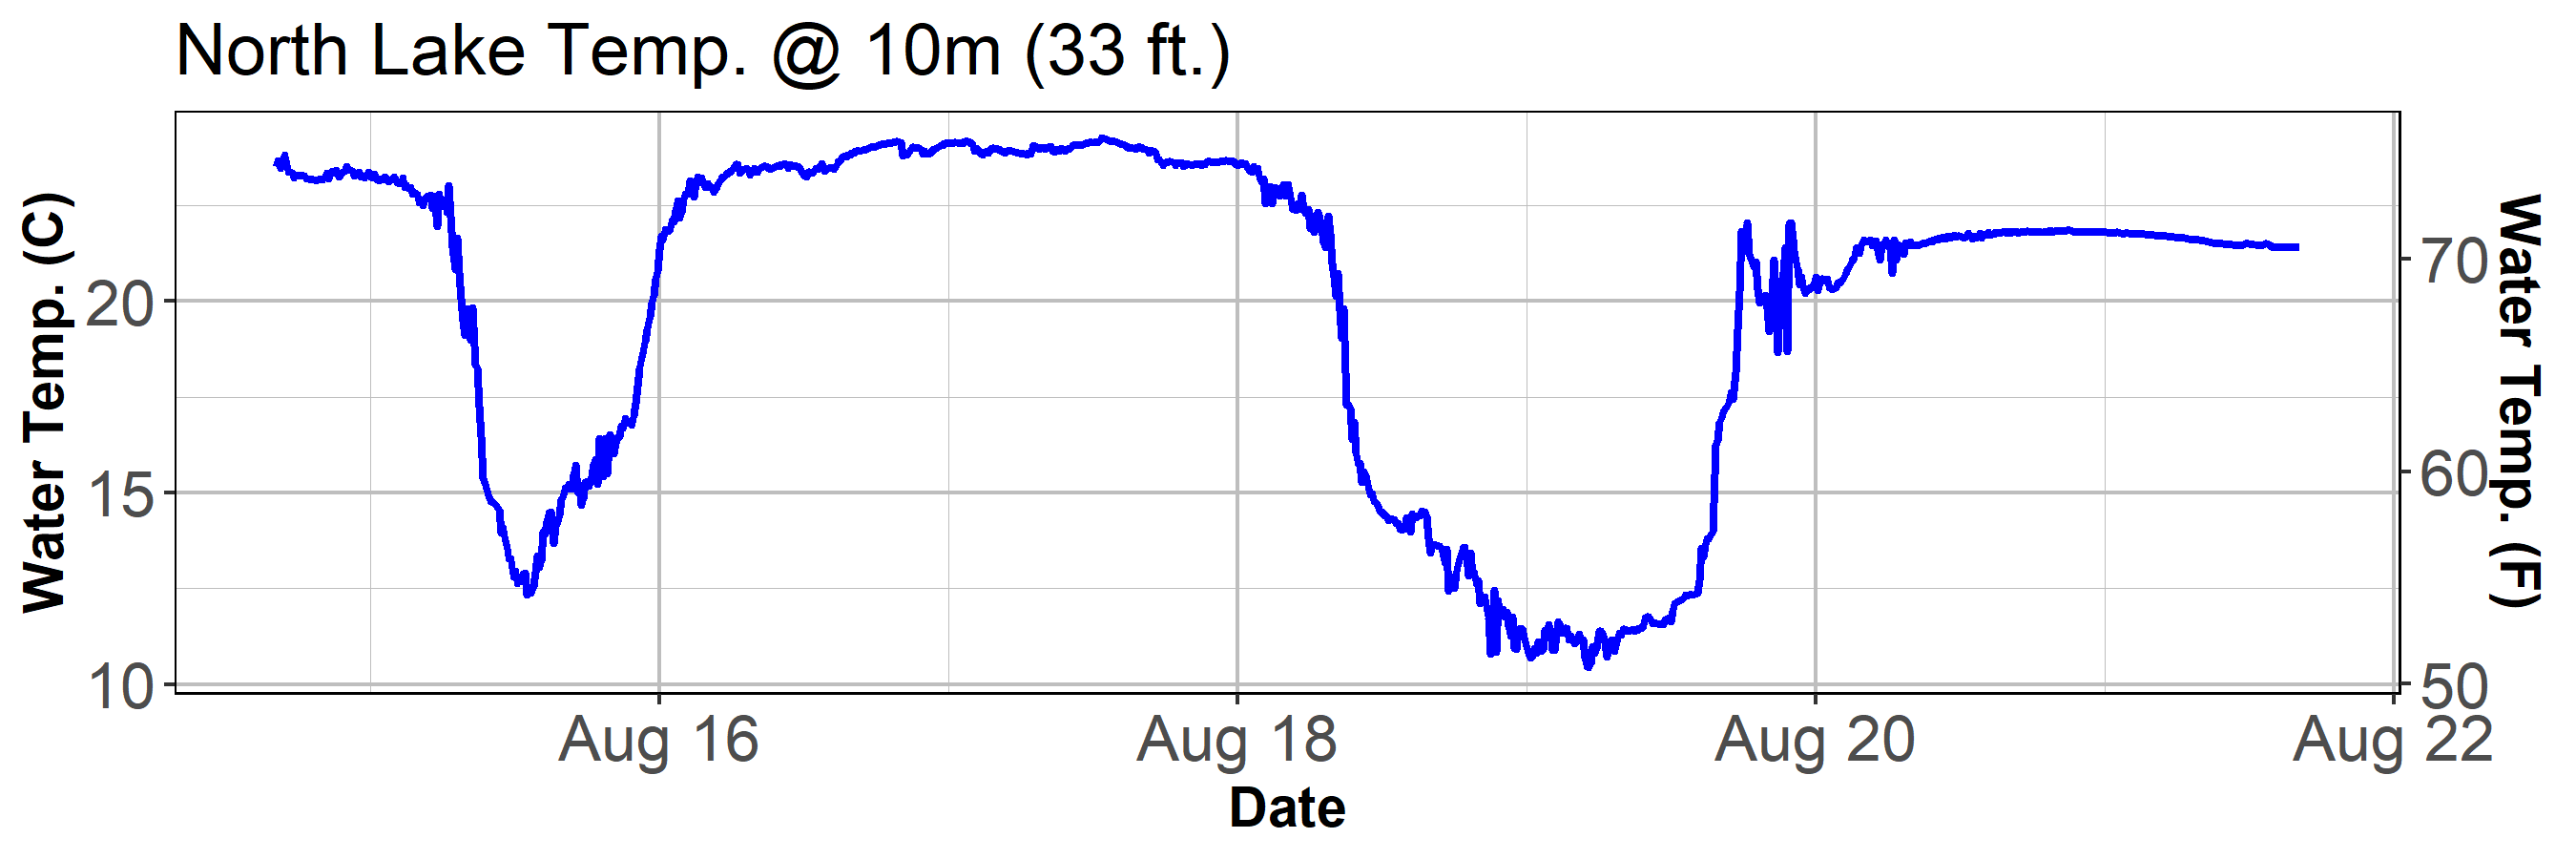 North Lake Temp. @ 10m (33 ft.)
Water Temp. (C)
20
15
10
70
60
50
Water Temp. (F)
Aug 16
Aug 18
Aug 20
Aug 22
Date